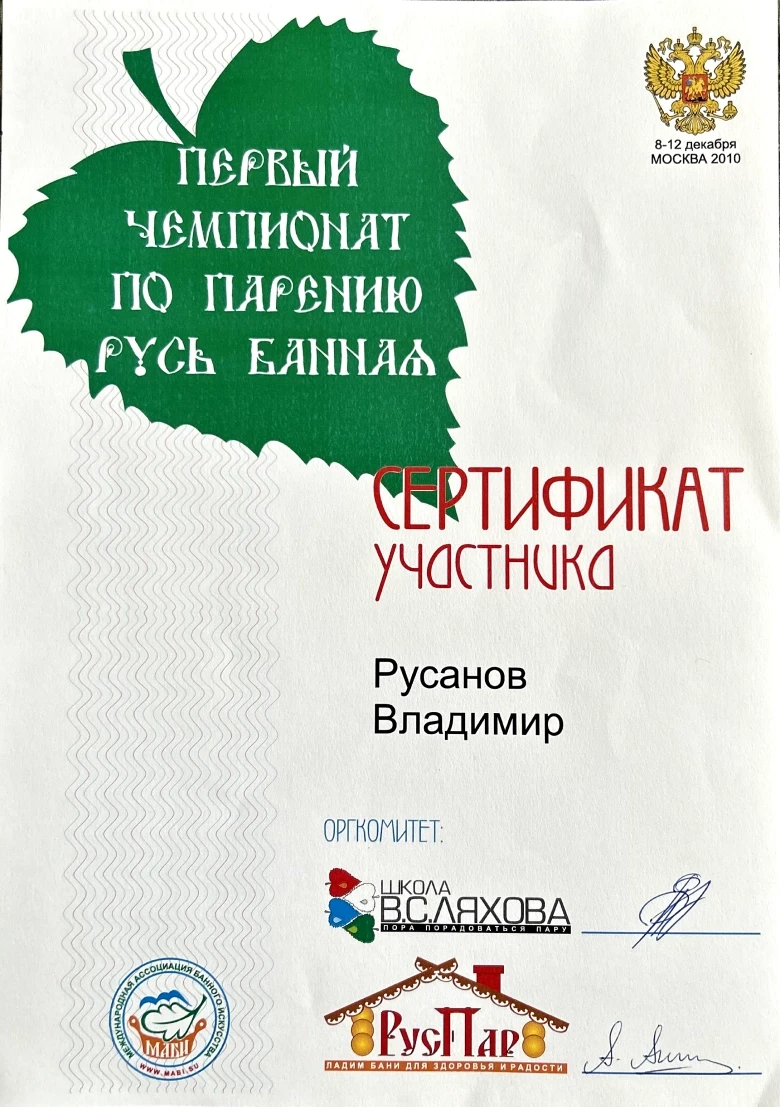 8-12 декабря
МОСКВА 2010
ПЕРВЫЙ
ЧЕМПИОНАТ
ПО ПАРЕНИЮ
РУСЬ БАННАЯ
СЕРТИФИКАТ
участника
Русанов
Владимир
ОРГКОМИТЕТ:
ШКОЛА
В.С.ЛЯХОВА
ПОРА ПОРАДОВАТЬСЯ ПАРУ
РусПар
ЛАДИМ БАНИ ДЛЯ ЗДОРОВЬЯ И РАДОСТИ
МЕЖДУНАРОДНАЯ АССОЦИАЦИЯ БАННОГО ИСКУССТВА
МАБИ
WWW.MABI.SU